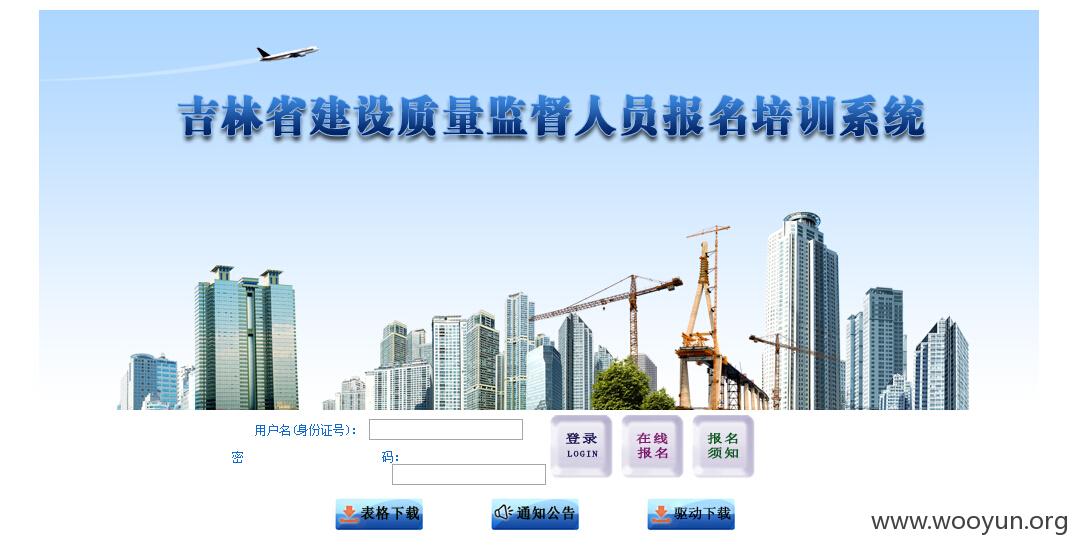 吉林省建设质量监督人员报名培训系统
用户名(身份证号):
登录
LOGIN
在线
报名
报名
须知
密 码:
表格下载 通知公告 驱动下载
www.wooyun.org